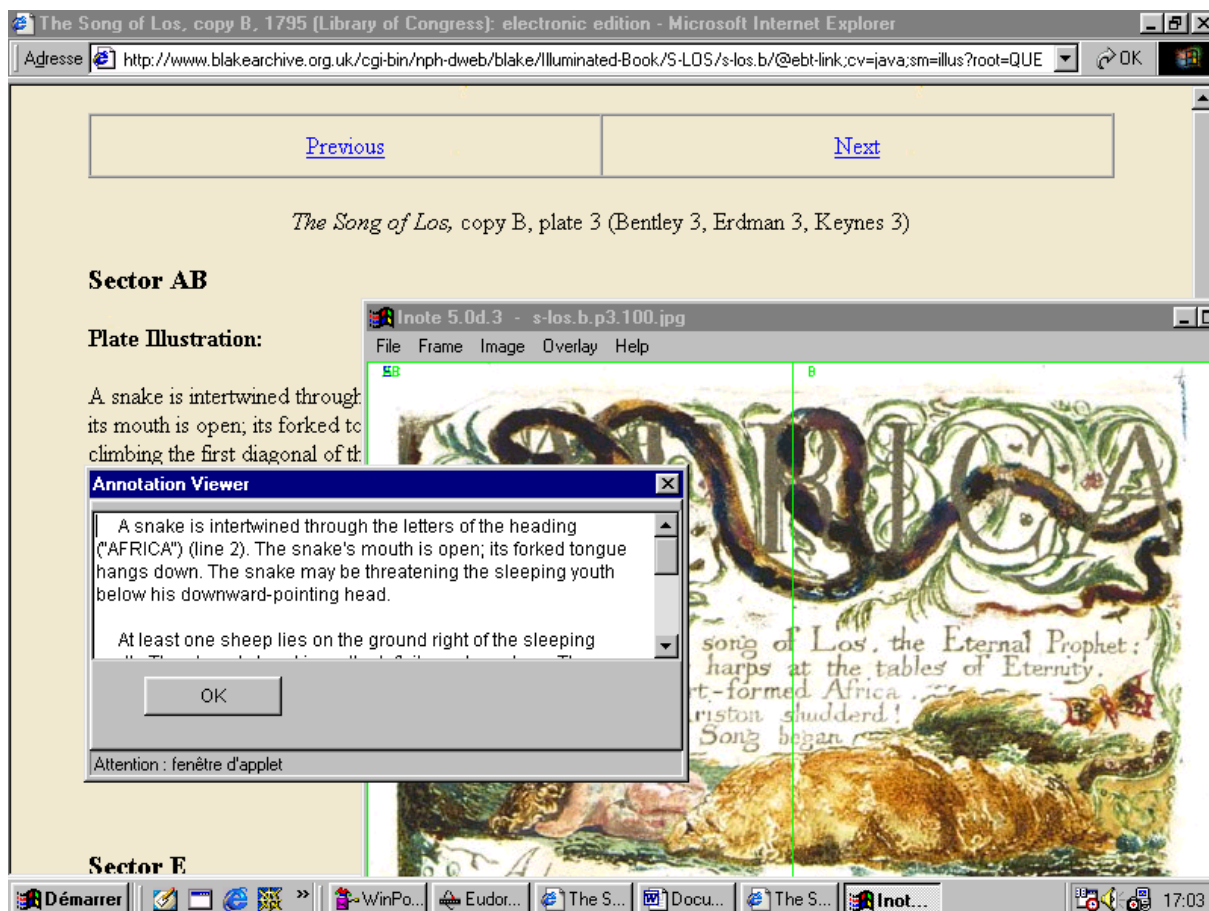 The Song of Los, copy B, 1795 (Library of Congress): electronic edition - Microsoft Internet Explorer
Adresse http://www.blakearchive.org.uk/cgi-bin/nph-dweb/blake/Illuminated-Book/S-LOS/s-los.b/@ebt-link;cv=java;sm=illus?root=QUE OK
Previous Next
The Song of Los, copy B, plate 3 (Bentley 3, Erdman 3, Keynes 3)
Sector AB
Plate Illustration:
A snake is intertwined through
its mouth is open; its forked to
climbing the first diagonal of th
Inote 5.0d.3 - s-los.b.p3.100.jpg
File Frame Image Overlay Help
B
AFRICA
song of Los, the Eternal Prophet:
harps at the tables of Eternity.
rt-formed Africa.
riston shudderd!
Song began
Annotation Viewer
A snake is intertwined through the letters of the heading
("AFRICA") (line 2). The snake's mouth is open; its forked tongue
hangs down. The snake may be threatening the sleeping youth
below his downward-pointing head.
At least one sheep lies on the ground right of the sleeping
OK
Attention : fenêtre d'applet
Sector E
Démarrer » WinPo... Eudor... The S... Docu... The S... Inot... 17:03